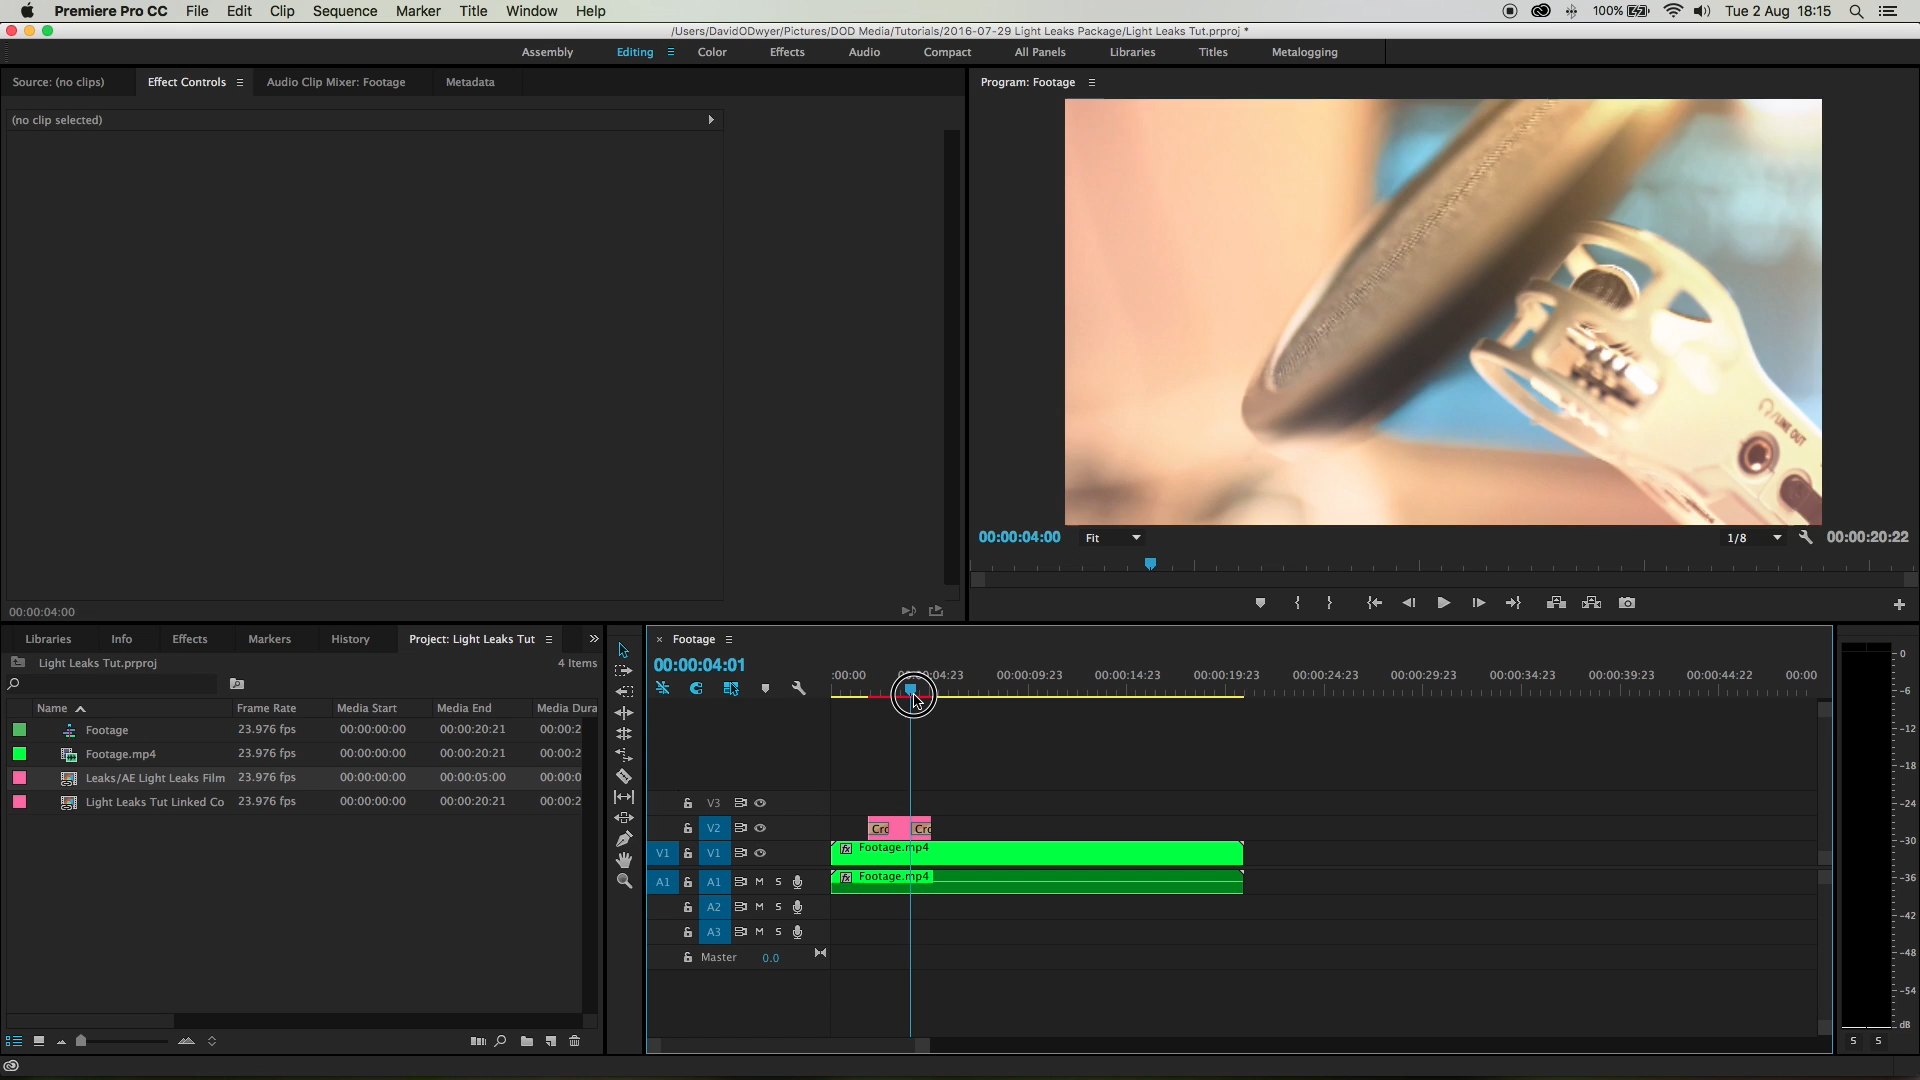 Premiere Pro CC File Edit Clip Sequence Marker Title Window Help 100% Tue 2 Aug 18:15
/Users/DavidODwyer/Pictures/DOD Media/Tutorials/2016-07-29 Light Leaks Package/Light Leaks Tut.prproj *
Assembly Editing Color Effects Audio Compact All Panels Libraries Titles Metalogging
Source: (no clips) Effect Controls Audio Clip Mixer: Footage Metadata
Program: Footage
(no clip selected)
LINE OUT
00:00:04:00 Fit 1/8 00:00:20:22
00:00:04:00
Libraries Info Effects Markers History Project: Light Leaks Tut
Light Leaks Tut.prproj 4 Items
Name Frame Rate Media Start Media End Media Dura
Footage 23.976 fps 00:00:00:00 00:00:20:21 00:00:2
Footage.mp4 23.976 fps 00:00:00:00 00:00:20:21 00:00:2
Leaks/AE Light Leaks Film 23.976 fps 00:00:00:00 00:00:05:00 00:00:0
Light Leaks Tut Linked Co 23.976 fps 00:00:00:00 00:00:20:21 00:00:2
× Footage
00:00:04:01
:00:00 04:23 00:00:09:23 00:00:14:23 00:00:19:23 00:00:24:23 00:00:29:23 00:00:34:23 00:00:39:23 00:00:44:22 00:00
V3
V2 Cro Cro
V1 V1 fx Footage.mp4
A1 A1 M S fx Footage.mp4
A2 M S
A3 M S
Master 0.0
0
-6
-12
-18
-24
-30
-36
-42
-48
-54
dB
S S